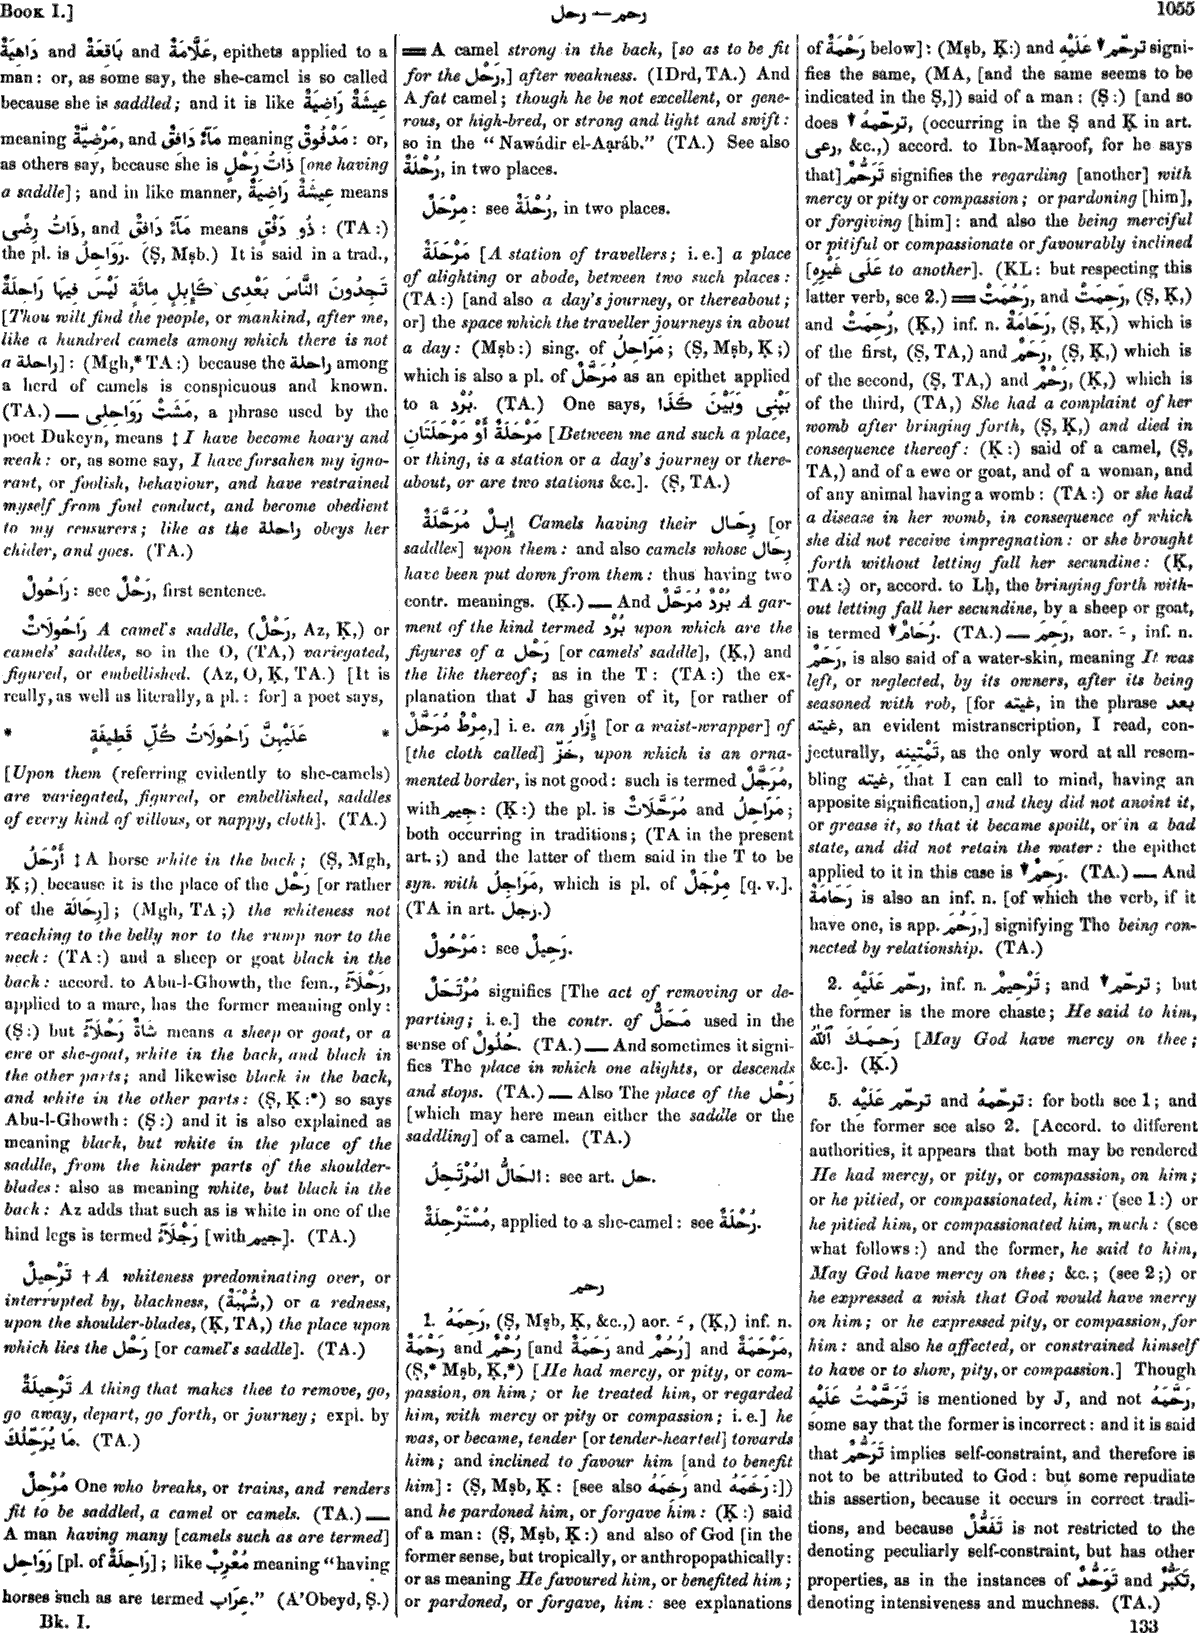 Book I.]
رحل — رحم
1055
دَاهِيَةٌ and بَاقِعَةٌ and عَلَّامَةٌ, epithets applied to a
man: or, as some say, the she-camel is so called
because she is saddled; and it is like عِيشَةٌ رَاضِيَةٌ
meaning مَرْضِيَّةٌ, and مَآءٌ دَافِقٌ meaning مَدْفُوقٌ: or,
as others say, because she is ذَاتُ رَحْلٍ [one having
a saddle]; and in like manner, عِيشَةٌ رَاضِيَةٌ means
ذَاتُ رِضًى, and مَآءٌ دَافِقٌ means ذُو دَفْقٍ: (TA:)
the pl. is رَوَاحِلُ. (Ṣ, Mṣb.) It is said in a trad.,
تَجِدُونَ النَّاسَ بَعْدِى كَإِبِلٍ مِائَةٍ لَيْسَ فِيهَا رَاحِلَةٌ
[Thou wilt find the people, or mankind, after me,
like a hundred camels among which there is not
a راحلة]: (Mgh,* TA:) because the راحلة among
a herd of camels is conspicuous and known.
(TA.) — مَشَتْ رَوَاحِلِى, a phrase used by the
poet Dukeyn, means ‡ I have become hoary and
weak: or, as some say, I have forsaken my igno-
rant, or foolish, behaviour, and have restrained
myself from foul conduct, and become obedient
to my censurers; like as the راحلة obeys her
chider, and goes. (TA.)
رَاحُولٌ: see رَحْلٌ, first sentence.
رَاحُولَاتٌ A camel's saddle, (رَحْلٌ, Az, Ḳ,) or
camels' saddles, so in the O, (TA,) variegated,
figured, or embellished. (Az, O, Ḳ, TA.) [It is
really, as well as literally, a pl.: for] a poet says,
* عَلَيْهِنَّ رَاحُولَاتُ كُلِّ قَطِيفَةٍ *
[Upon them (referring evidently to she-camels)
are variegated, figured, or embellished, saddles
of every kind of villous, or nappy, cloth]. (TA.)
أَرْحَلُ ‡ A horse white in the back; (Ṣ, Mgh,
Ḳ;) because it is the place of the رَحْل [or rather
of the رِحَالَة]; (Mgh, TA;) the whiteness not
reaching to the belly nor to the rump nor to the
neck: (TA:) and a sheep or goat black in the
back: accord. to Abu-l-Ghowth, the fem., رَحْلَآءُ,
applied to a mare, has the former meaning only:
(Ṣ:) but شَاةٌ رَحْلَآءُ means a sheep or goat, or a
ewe or she-goat, white in the back, and black in
the other parts; and likewise black in the back,
and white in the other parts: (Ṣ, Ḳ:*) so says
Abu-l-Ghowth: (Ṣ:) and it is also explained as
meaning black, but white in the place of the
saddle, from the hinder parts of the shoulder-
blades: also as meaning white, but black in the
back: Az adds that such as is white in one of the
hind legs is termed رَجْلَآءُ [with جيم]. (TA.)
تَرْحِيلٌ † A whiteness predominating over, or
interrupted by, blackness, (شُهْبَةٌ,) or a redness,
upon the shoulder-blades, (Ḳ, TA,) the place upon
which lies the رَحْل [or camel's saddle]. (TA.)
تَرْحِيلَةٌ A thing that makes thee to remove, go,
go away, depart, go forth, or journey; expl. by
مَا يُرَحِّلُكَ. (TA.)
مُرْحِلٌ One who breaks, or trains, and renders
fit to be saddled, a camel or camels. (TA.) —
A man having many [camels such as are termed]
رَوَاحِل [pl. of رَاحِلَةٌ]; like مُعْرِبٌ meaning "having
horses such as are termed عِرَاب." (A'Obeyd, Ṣ.)
Bk. I.
= A camel strong in the back, [so as to be fit
for the رَحْل,] after weakness. (IDrd, TA.) And
A fat camel; though he be not excellent, or gene-
rous, or high-bred, or strong and light and swift:
so in the "Nawádir el-Aạráb." (TA.) See also
رُحْلَةٌ, in two places.
مِرْحَلٌ: see رُحْلَةٌ, in two places.
مَرْحَلَةٌ [A station of travellers; i. e.] a place
of alighting or abode, between two such places:
(TA:) [and also a day's journey, or thereabout;
or] the space which the traveller journeys in about
a day: (Mṣb:) sing. of مَرَاحِلُ; (Ṣ, Mṣb, Ḳ;)
which is also a pl. of مُرَحَّلٌ as an epithet applied
to a بُرْد. (TA.) One says, بَيْنِى وَبَيْنَ كَذَا
مَرْحَلَةٌ أَوْ مَرْحَلَتَانِ [Between me and such a place,
or thing, is a station or a day's journey or there-
about, or are two stations &c.]. (Ṣ, TA.)
إِبِلٌ مُرَحَّلَةٌ Camels having their رِحَال [or
saddles] upon them: and also camels whose رِحال
have been put down from them: thus having two
contr. meanings. (Ḳ.) — And بُرْدٌ مُرَحَّلٌ A gar-
ment of the kind termed بُرْد upon which are the
figures of a رَحْل [or camels' saddle], (Ḳ,) and
the like thereof; as in the T: (TA:) the ex-
planation that J has given of it, [or rather of
مِرْطٌ مُرَحَّلٌ,] i. e. an إِزَار [or a waist-wrapper] of
[the cloth called] خَزّ, upon which is an orna-
mented border, is not good: such is termed مُرَجَّلٌ,
with جيم: (Ḳ:) the pl. is مُرَحَّلَاتٌ and مَرَاحِلُ;
both occurring in traditions; (TA in the present
art.;) and the latter of them said in the T to be
syn. with مَرَاجِلُ, which is pl. of مِرْجَلٌ [q. v.].
(TA in art. رجل.)
مَرْحُولٌ: see رَحِيلٌ.
مُرْتَحَلٌ signifies [The act of removing or de-
parting; i. e.] the contr. of مَحَلٌّ used in the
sense of حُلُولٌ. (TA.) — And sometimes it signi-
fies The place in which one alights, or descends
and stops. (TA.) — Also The place of the رَحْل
[which may here mean either the saddle or the
saddling] of a camel. (TA.)
الحَالُّ المُرْتَحِلُ: see art. حل.
مُسْتَرْحِلَةٌ, applied to a she-camel: see رُحْلَةٌ.
رحم
1. رَحِمَهُ, (Ṣ, Mṣb, Ḳ, &c.,) aor. ـَ, (Ḳ,) inf. n.
رَحْمَةٌ and رُحْمٌ [and رَحَمَةٌ and رُحُمٌ] and مَرْحَمَةٌ,
(Ṣ,* Mṣb, Ḳ,*) [He had mercy, or pity, or com-
passion, on him; or he treated him, or regarded
him, with mercy or pity or compassion; i. e.] he
was, or became, tender [or tender-hearted] towards
him; and inclined to favour him [and to benefit
him]: (Ṣ, Mṣb, Ḳ: [see also رَحْمَةٌ and رَحَمَةٌ:])
and he pardoned him, or forgave him: (Ḳ:) said
of a man: (Ṣ, Mṣb, Ḳ:) and also of God [in the
former sense, but tropically, or anthropopathically:
or as meaning He favoured him, or benefited him;
or pardoned, or forgave, him: see explanations
of رَحْمَةٌ below]: (Mṣb, Ḳ:) and ترحّم عَلَيْهِ signi-
fies the same, (MA, [and the same seems to be
indicated in the Ṣ,]) said of a man: (Ṣ:) [and so
does ترحّمهُ, (occurring in the Ṣ and Ḳ in art.
رعى, &c.,) accord. to Ibn-Maạroof, for he says
that] تَرَحُّمٌ signifies the regarding [another] with
mercy or pity or compassion; or pardoning [him],
or forgiving [him]: and also the being merciful
or pitiful or compassionate or favourably inclined
[عَلَى غَيْرِهِ to another]. (KL: but respecting this
latter verb, see 2.) = رَحُمَتْ, and رَحِمَتْ, (Ṣ, Ḳ,)
and رُحِمَتْ, (Ḳ,) inf. n. رَحَامَةٌ, (Ṣ, Ḳ,) which is
of the first, (Ṣ, TA,) and رَحَمٌ, (Ṣ, Ḳ,) which is
of the second, (Ṣ, TA,) and رَحْمٌ, (Ḳ,) which is
of the third, (TA,) She had a complaint of her
womb after bringing forth, (Ṣ, Ḳ,) and died in
consequence thereof: (Ḳ:) said of a camel, (Ṣ,
TA,) and of a ewe or goat, and of a woman, and
of any animal having a womb: (TA:) or she had
a disease in her womb, in consequence of which
she did not receive impregnation: or she brought
forth without letting fall her secundine: (Ḳ,
TA:) or, accord. to Lḥ, the bringing forth with-
out letting fall her secundine, by a sheep or goat,
is termed رُحَامٌ. (TA.) — رَحِمَ, aor. ـَ, inf. n.
رَحَمٌ, is also said of a water-skin, meaning It was
left, or neglected, by its owners, after its being
seasoned with rob, [for غيته, in the phrase بعد
غيته, an evident mistranscription, I read, con-
jecturally, تَمْتِينِهِ, as the only word at all resem-
bling غيته, that I can call to mind, having an
apposite signification,] and they did not anoint it,
or grease it, so that it became spoilt, or in a bad
state, and did not retain the water: the epithet
applied to it in this case is رَحِمٌ. (TA.) — And
رَحَامَةٌ is also an inf. n. [of which the verb, if it
have one, is app. رَحُمَ,] signifying The being con-
nected by relationship. (TA.)
2. رحّم عَلَيْهِ, inf. n. تَرْحِيمٌ; and ترحّم; but
the former is the more chaste; He said to him,
رَحِمَكَ ٱللّٰهُ [May God have mercy on thee;
&c.]. (Ḳ.)
5. ترحّم عَلَيْهِ and ترحّمهُ: for both see 1; and
for the former see also 2. [Accord. to different
authorities, it appears that both may be rendered
He had mercy, or pity, or compassion, on him;
or he pitied, or compassionated, him: (see 1:) or
he pitied him, or compassionated him, much: (see
what follows:) and the former, he said to him,
May God have mercy on thee; &c.; (see 2;) or
he expressed a wish that God would have mercy
on him; or he expressed pity, or compassion, for
him: and also he affected, or constrained himself
to have or to show, pity, or compassion.] Though
تَرَحَّمْتُ عَلَيْهِ is mentioned by J, and not رَحَّمَهُ,
some say that the former is incorrect: and it is said
that تَرَحُّمٌ implies self-constraint, and therefore is
not to be attributed to God: but some repudiate
this assertion, because it occurs in correct tradi-
tions, and because تَفَعُّلٌ is not restricted to the
denoting peculiarly self-constraint, but has other
properties, as in the instances of تَوَحُّدٌ and تَكَبُّرٌ,
denoting intensiveness and muchness. (TA.)
133